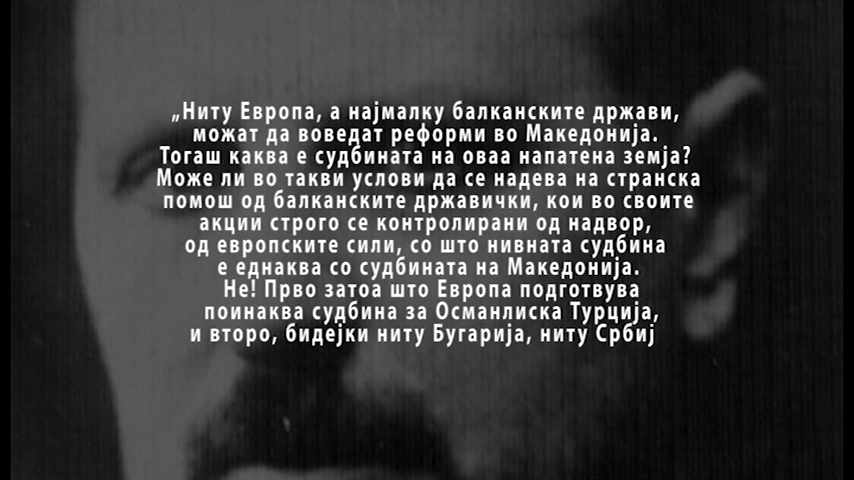 „Ниту Европа, а најмалку балканските држави,
можат да воведат реформи во Македонија.
Тогаш каква е судбината на оваа напатена земја?
Може ли во такви услови да се надева на странска
помош од балканските државички, кои во своите
акции строго се контролирани од надвор,
од европските сили, со што нивната судбина
е еднаква со судбината на Македонија.
Не! Прво затоа што Европа подготвува
поинаква судбина за Османлиска Турција,
и второ, бидејки ниту Бугарија, ниту Србиј